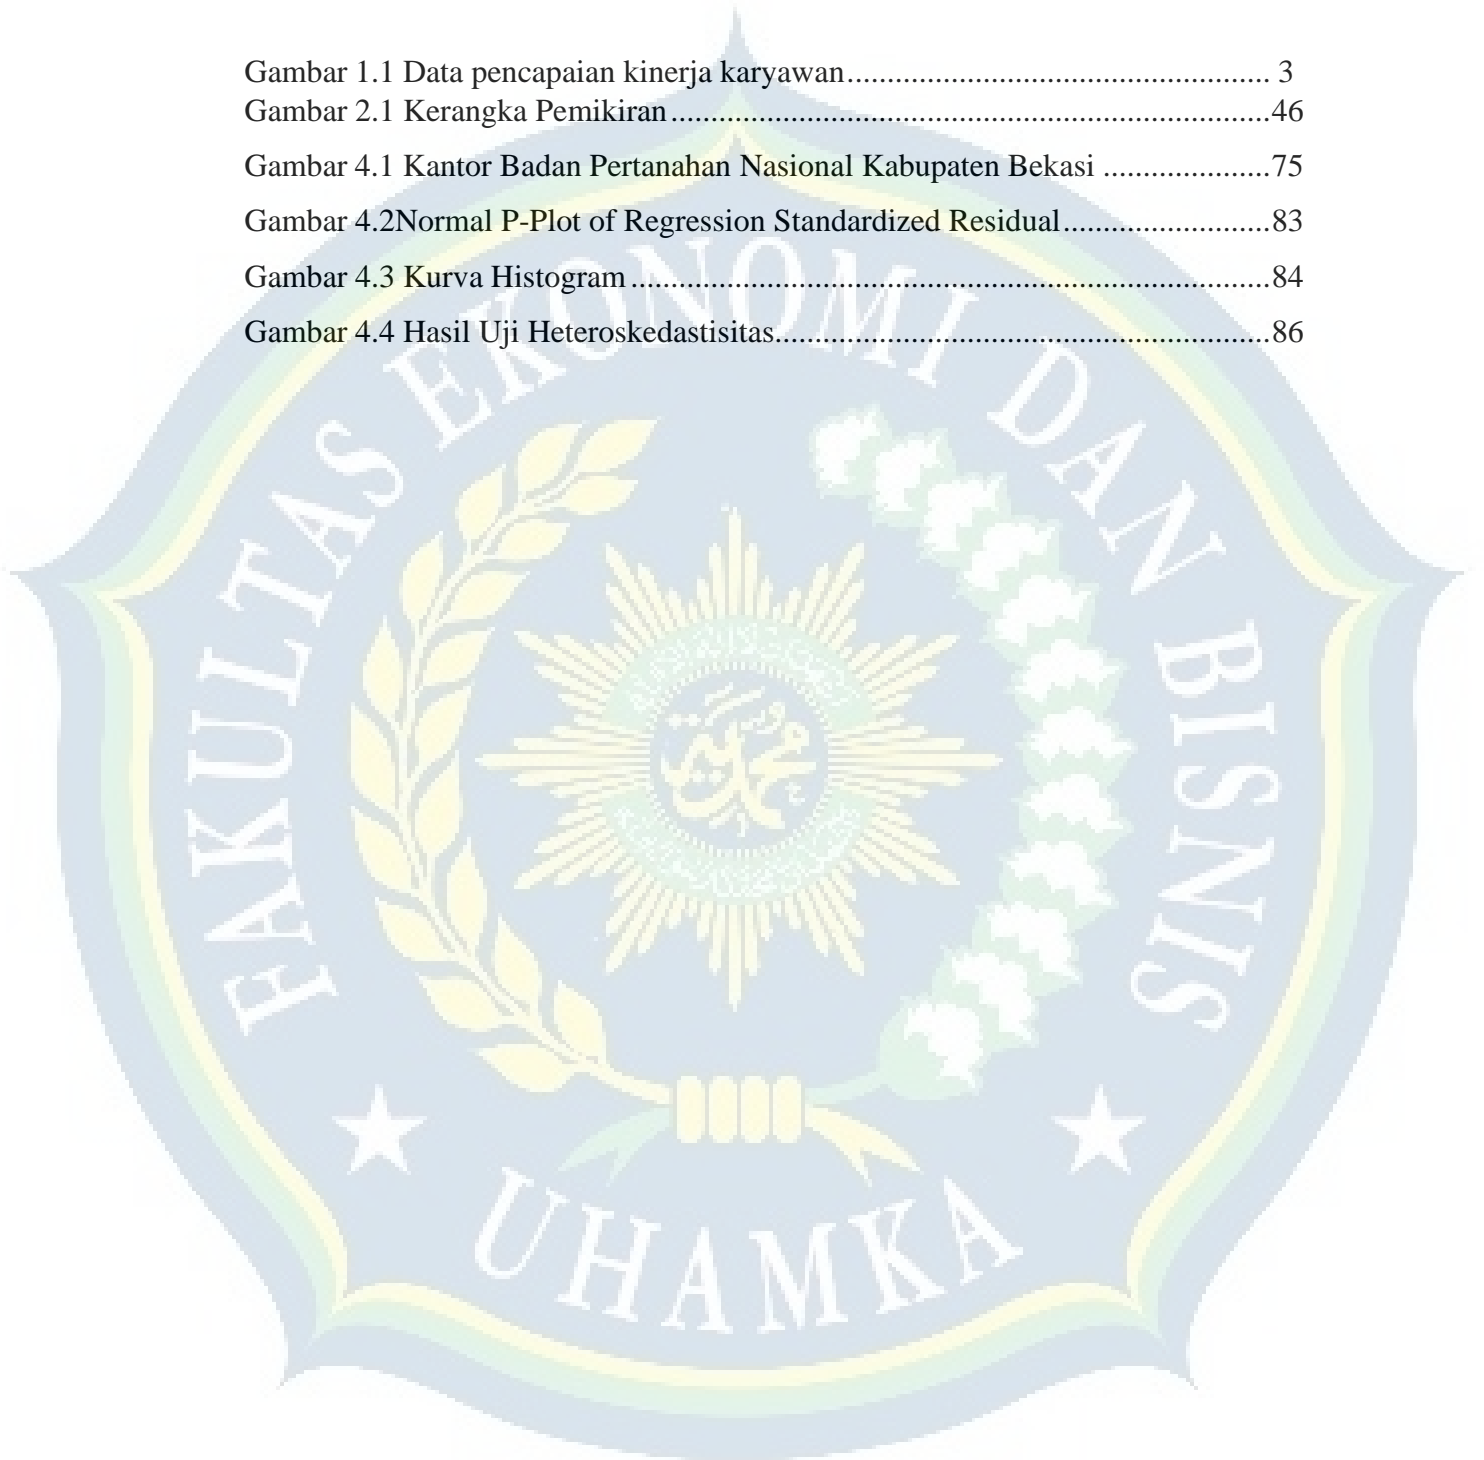 Gambar 1.1 Data pencapaian kinerja karyawan..................................................... 3
Gambar 2.1 Kerangka Pemikiran...........................................................................46
Gambar 4.1 Kantor Badan Pertanahan Nasional Kabupaten Bekasi .....................75
Gambar 4.2Normal P-Plot of Regression Standardized Residual..........................83
Gambar 4.3 Kurva Histogram................................................................................84
Gambar 4.4 Hasil Uji Heteroskedastisitas..............................................................86
FAKULTAS EKONOMI DAN BISNIS
UHAMKA